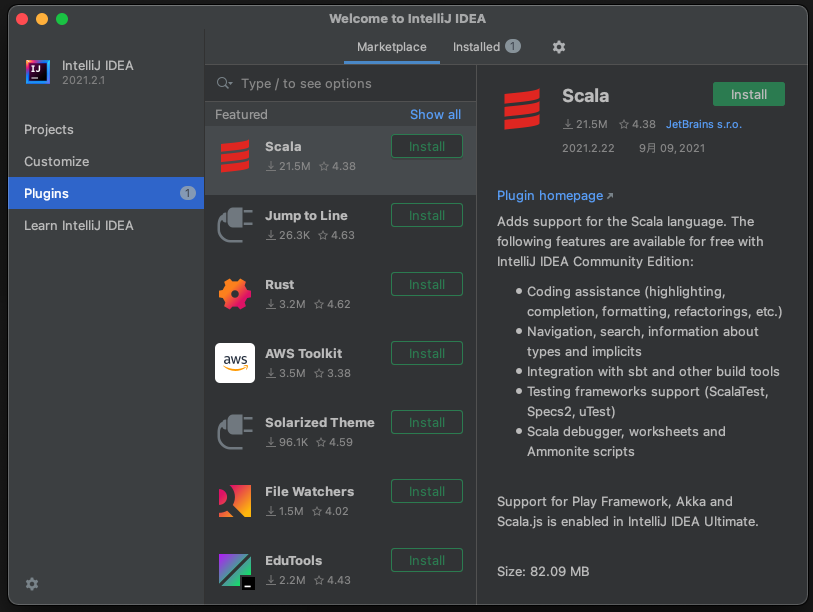 Welcome to IntelliJ IDEA
IJ
IntelliJ IDEA
2021.2.1
Projects
Customize
Plugins 1
Learn IntelliJ IDEA
Marketplace Installed 1
Type / to see options
Featured Show all
Scala Install
21.5M 4.38
Jump to Line Install
26.3K 4.63
Rust Install
3.2M 4.62
aws
AWS Toolkit Install
3.5M 3.38
Solarized Theme Install
96.1K 4.59
File Watchers Install
1.5M 4.02
EduTools Install
2.2M 4.43
Scala Install
21.5M 4.38 JetBrains s.r.o.
2021.2.22 9月 09, 2021
Plugin homepage
Adds support for the Scala language. The
following features are available for free with
IntelliJ IDEA Community Edition:
• Coding assistance (highlighting,
completion, formatting, refactorings, etc.)
• Navigation, search, information about
types and implicits
• Integration with sbt and other build tools
• Testing frameworks support (ScalaTest,
Specs2, uTest)
• Scala debugger, worksheets and
Ammonite scripts
Support for Play Framework, Akka and
Scala.js is enabled in IntelliJ IDEA Ultimate.
Size: 82.09 MB